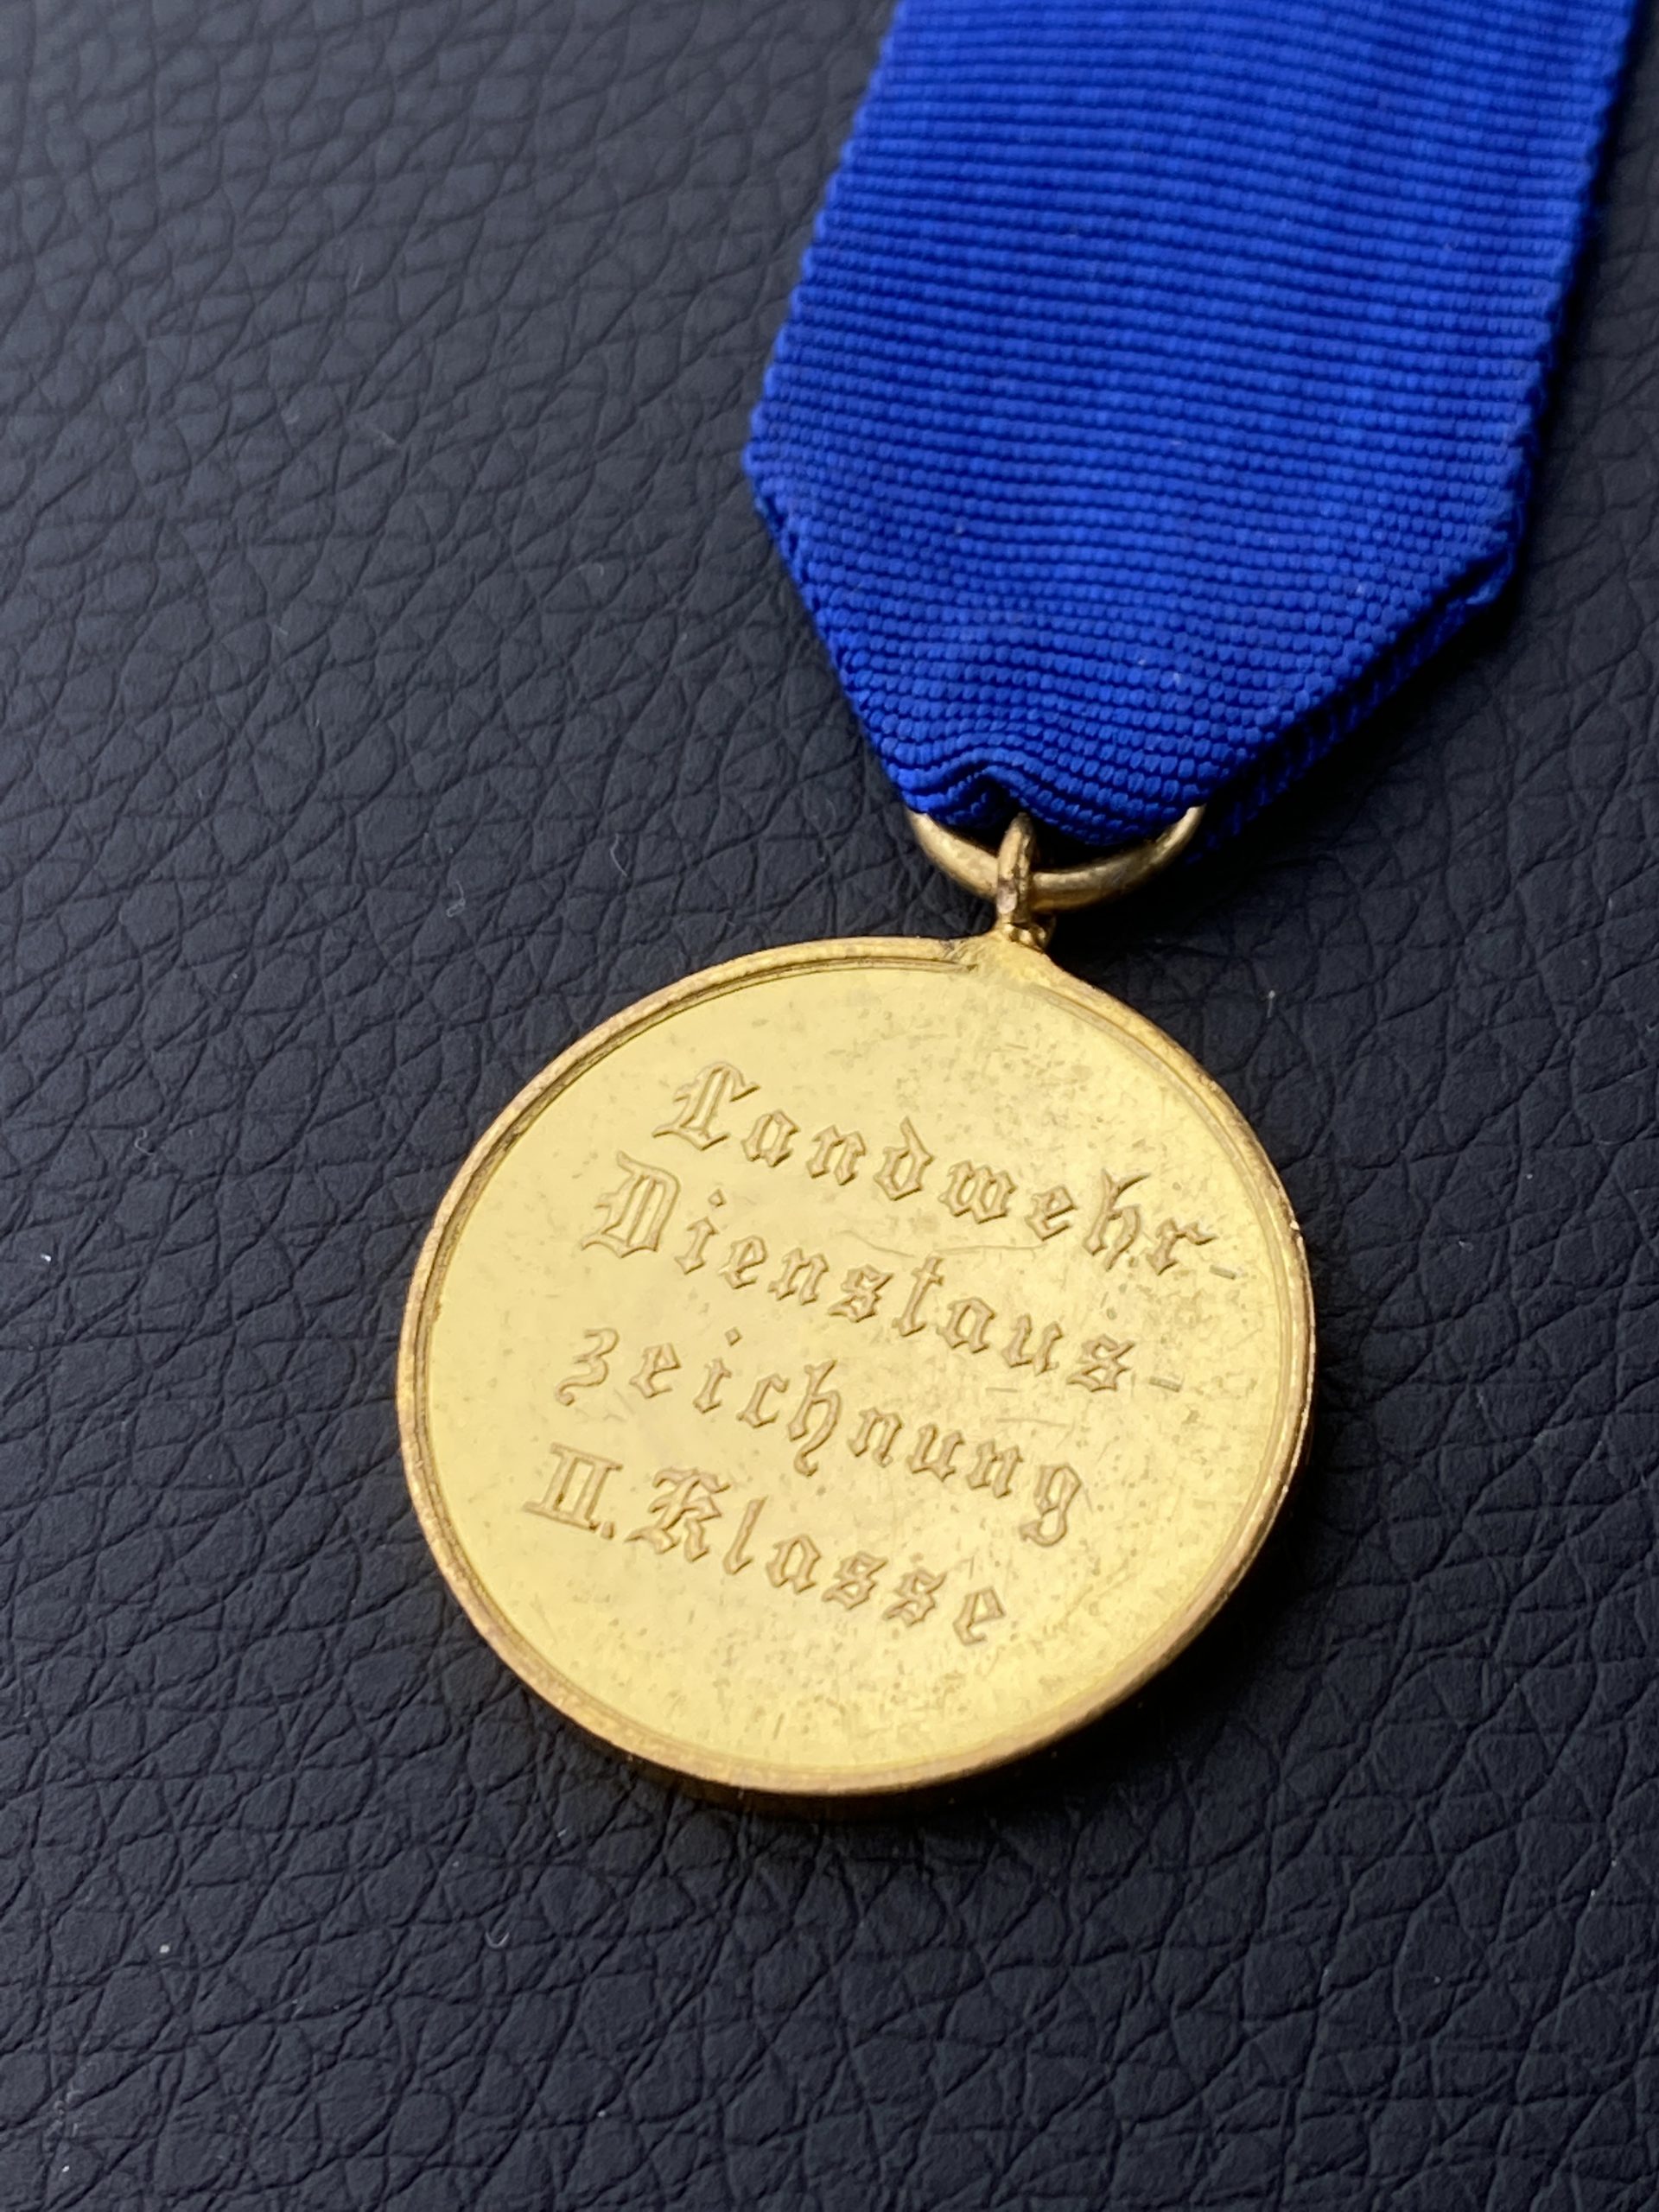 Landwehr-
Dienstaus-
zeichnung
II. Klasse